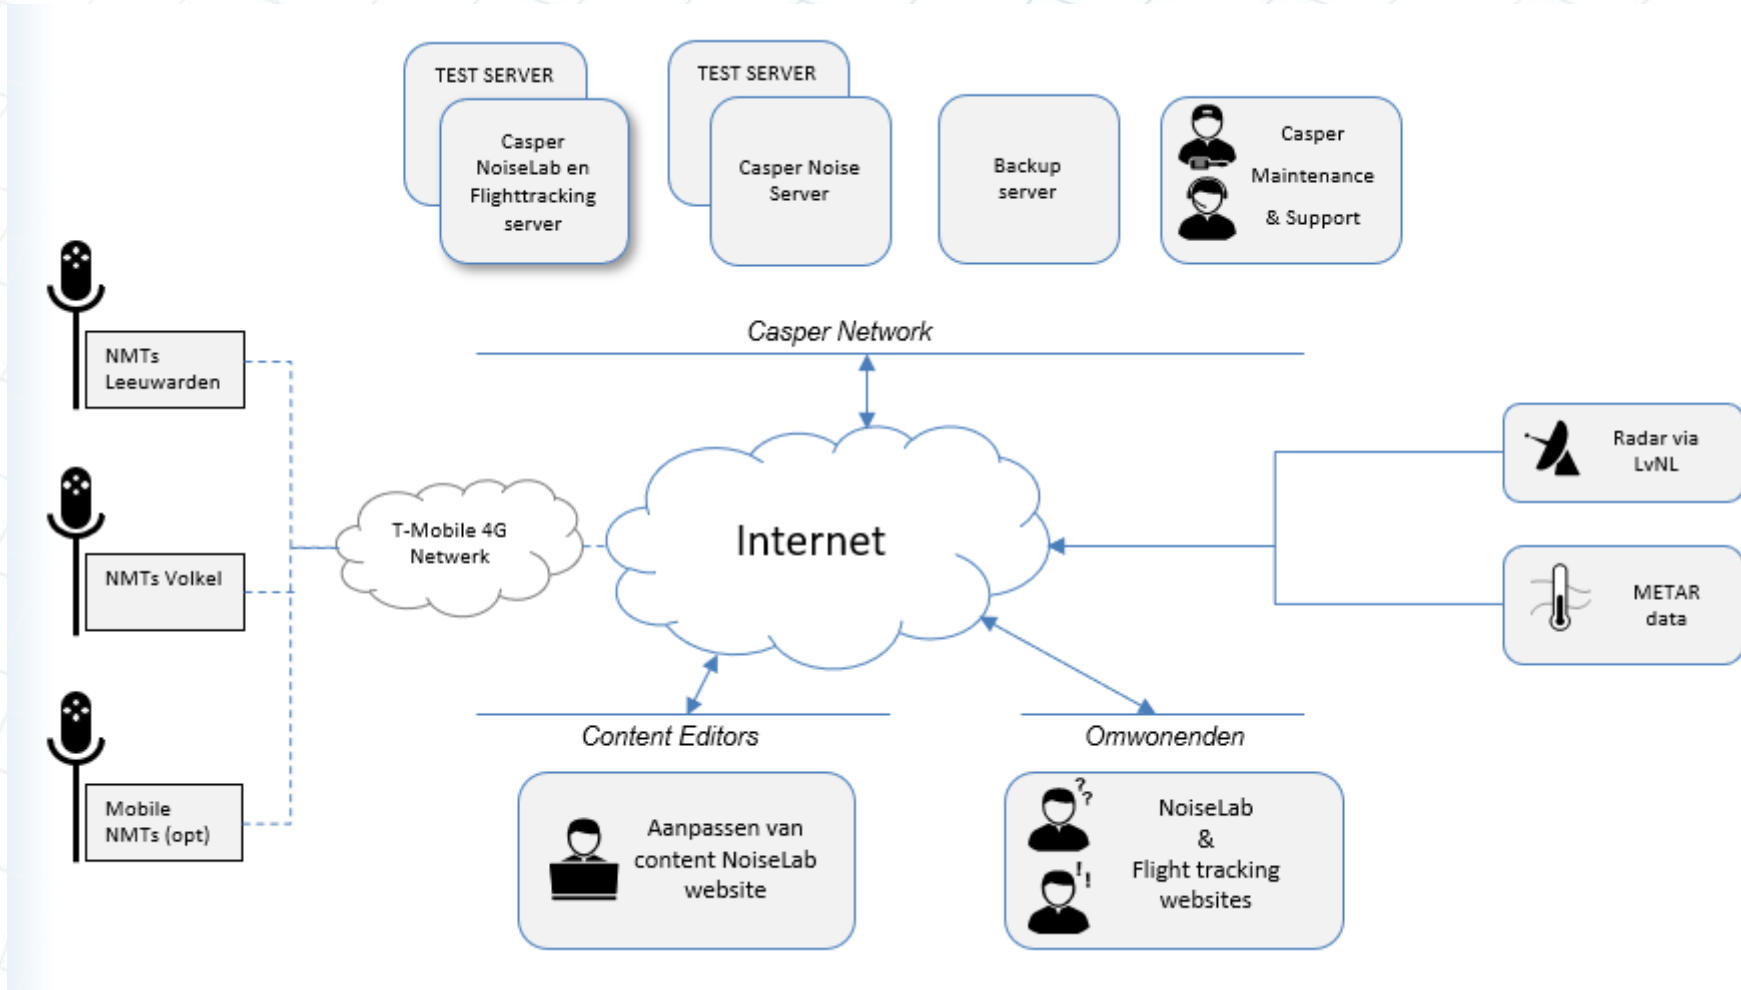 TEST SERVER
Casper
NoiseLab en
Flighttracking
server
TEST SERVER
Casper Noise
Server
Backup
server
Casper
Maintenance
& Support
Casper Network
NMTs
Leeuwarden
NMTs Volkel
Mobile
NMTs (opt)
T-Mobile 4G
Netwerk
Internet
Radar via
LvNL
METAR
data
Content Editors
Aanpassen van
content NoiseLab
website
Omwonenden
??
!!
NoiseLab
&
Flight tracking
websites